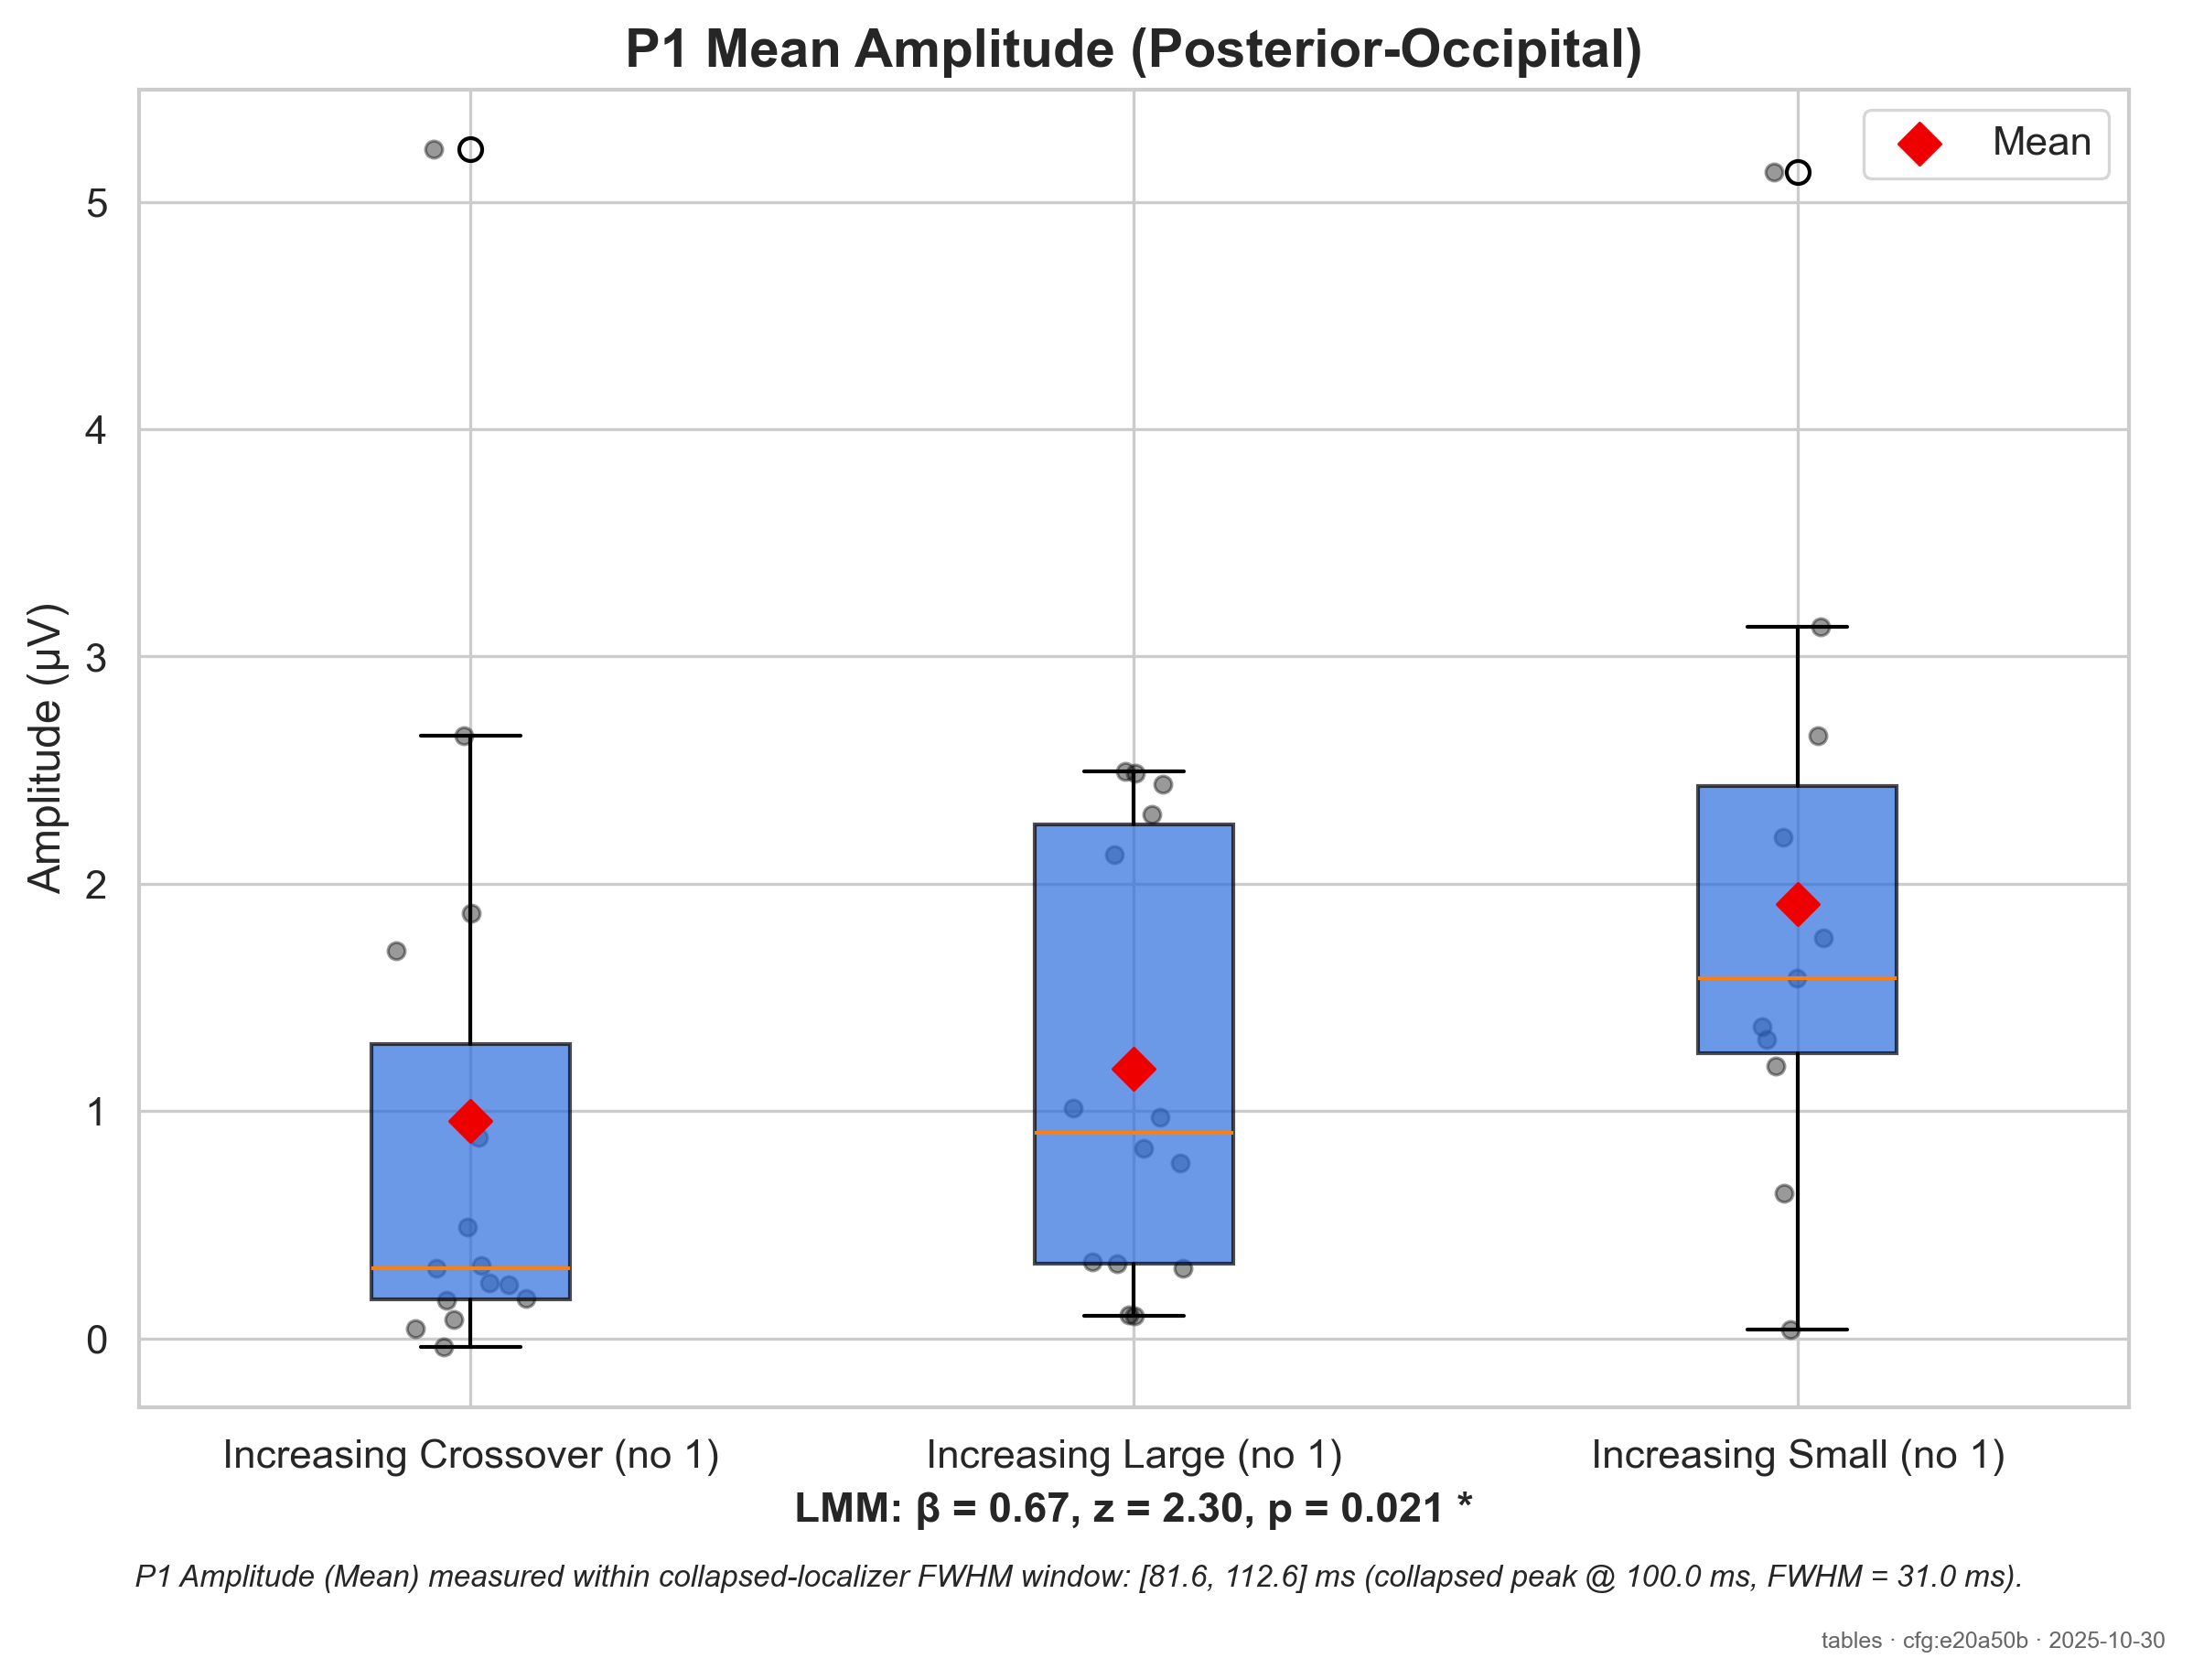 P1 Mean Amplitude (Posterior-Occipital)
Mean
Amplitude (µV)
5
4
3
2
1
0
Increasing Crossover (no 1)
Increasing Large (no 1)
Increasing Small (no 1)
LMM: β = 0.67, z = 2.30, p = 0.021 *
P1 Amplitude (Mean) measured within collapsed-localizer FWHM window: [81.6, 112.6] ms (collapsed peak @ 100.0 ms, FWHM = 31.0 ms).
tables · cfg:e20a50b · 2025-10-30